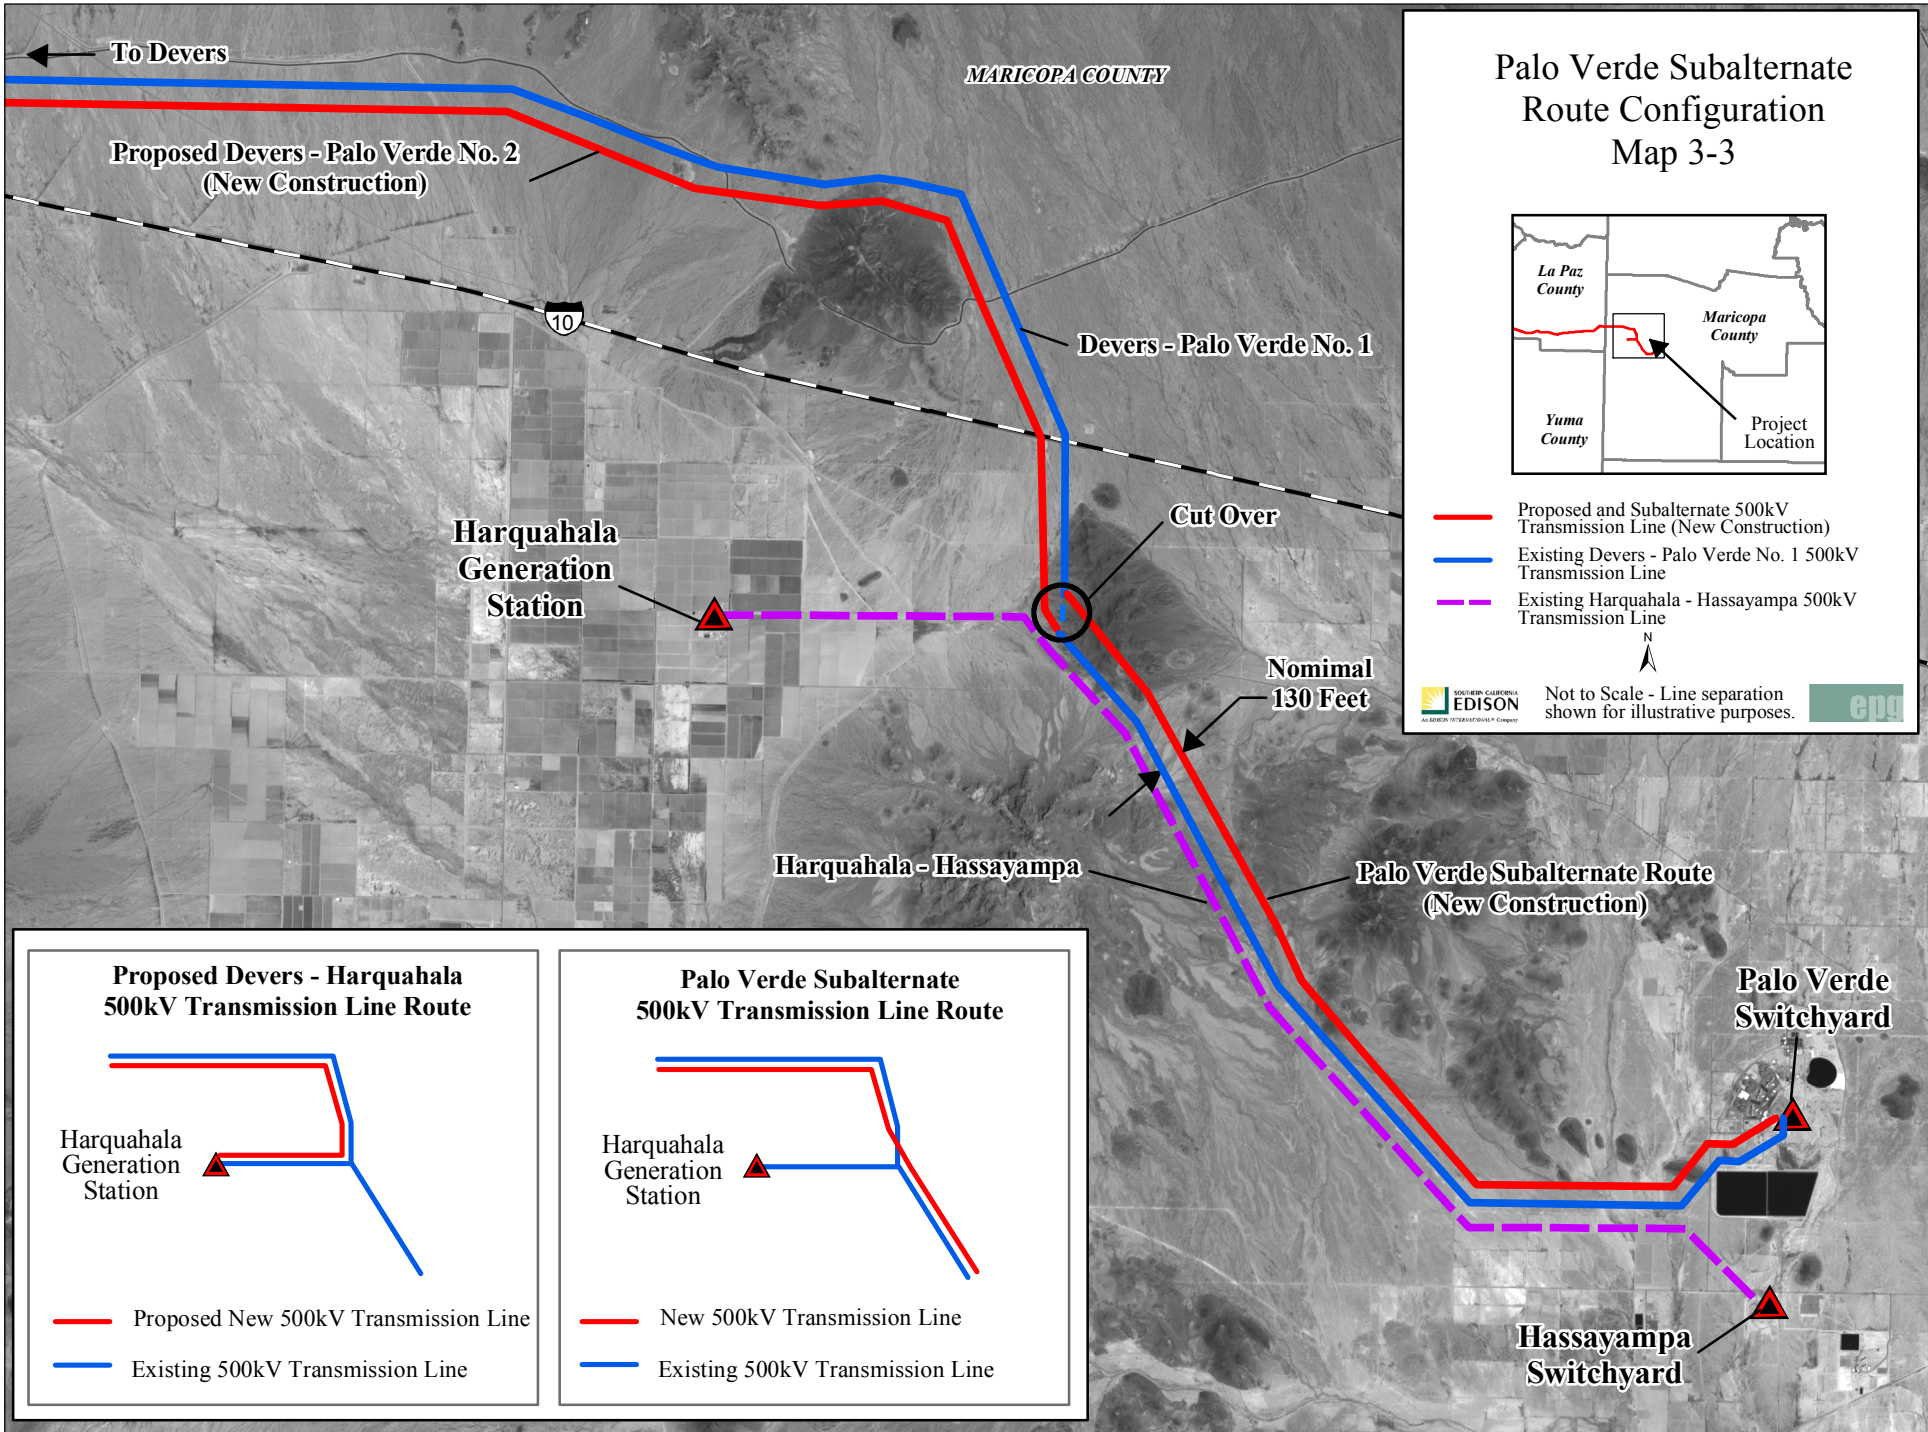 To Devers
MARICOPA COUNTY
Proposed Devers - Palo Verde No. 2
(New Construction)
10
Devers - Palo Verde No. 1
Cut Over
Harquahala
Generation
Station
Nomimal
130 Feet
Harquahala - Hassayampa
Palo Verde Subalternate Route
(New Construction)
Palo Verde
Switchyard
Hassayampa
Switchyard
Palo Verde Subalternate
Route Configuration
Map 3-3
La Paz
County
Maricopa
County
Yuma
County
Project
Location
Proposed and Subalternate 500kV
Transmission Line (New Construction)
Existing Devers - Palo Verde No. 1 500kV
Transmission Line
Existing Harquahala - Hassayampa 500kV
Transmission Line
N
SOUTHERN CALIFORNIA
EDISON
An EDISON INTERNATIONAL® Company
Not to Scale - Line separation
shown for illustrative purposes.
epg
Proposed Devers - Harquahala
500kV Transmission Line Route
Harquahala
Generation
Station
Proposed New 500kV Transmission Line
Existing 500kV Transmission Line
Palo Verde Subalternate
500kV Transmission Line Route
Harquahala
Generation
Station
New 500kV Transmission Line
Existing 500kV Transmission Line